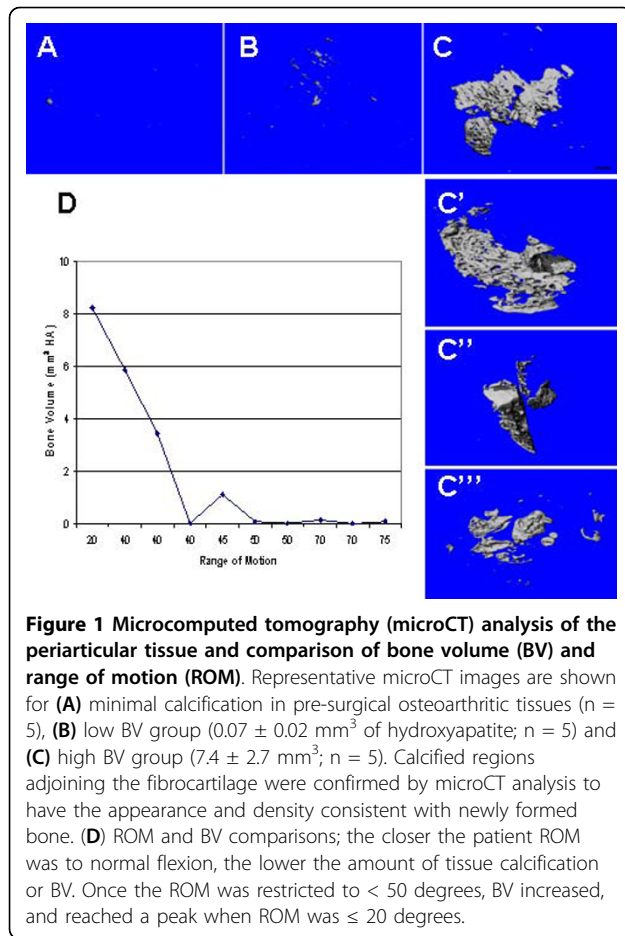 A
B
C
D
C'
C''
C'''
Bone Volume (mm³ HA)
10
8
6
4
2
0
20 40 40 40 45 50 50 70 70 75
Range of Motion
Figure 1 Microcomputed tomography (microCT) analysis of the
periarticular tissue and comparison of bone volume (BV) and
range of motion (ROM). Representative microCT images are shown
for (A) minimal calcification in pre-surgical osteoarthritic tissues (n =
5), (B) low BV group (0.07 ± 0.02 mm³ of hydroxyapatite; n = 5) and
(C) high BV group (7.4 ± 2.7 mm³; n = 5). Calcified regions
adjoining the fibrocartilage were confirmed by microCT analysis to
have the appearance and density consistent with newly formed
bone. (D) ROM and BV comparisons; the closer the patient ROM
was to normal flexion, the lower the amount of tissue calcification
or BV. Once the ROM was restricted to < 50 degrees, BV increased,
and reached a peak when ROM was ≤ 20 degrees.